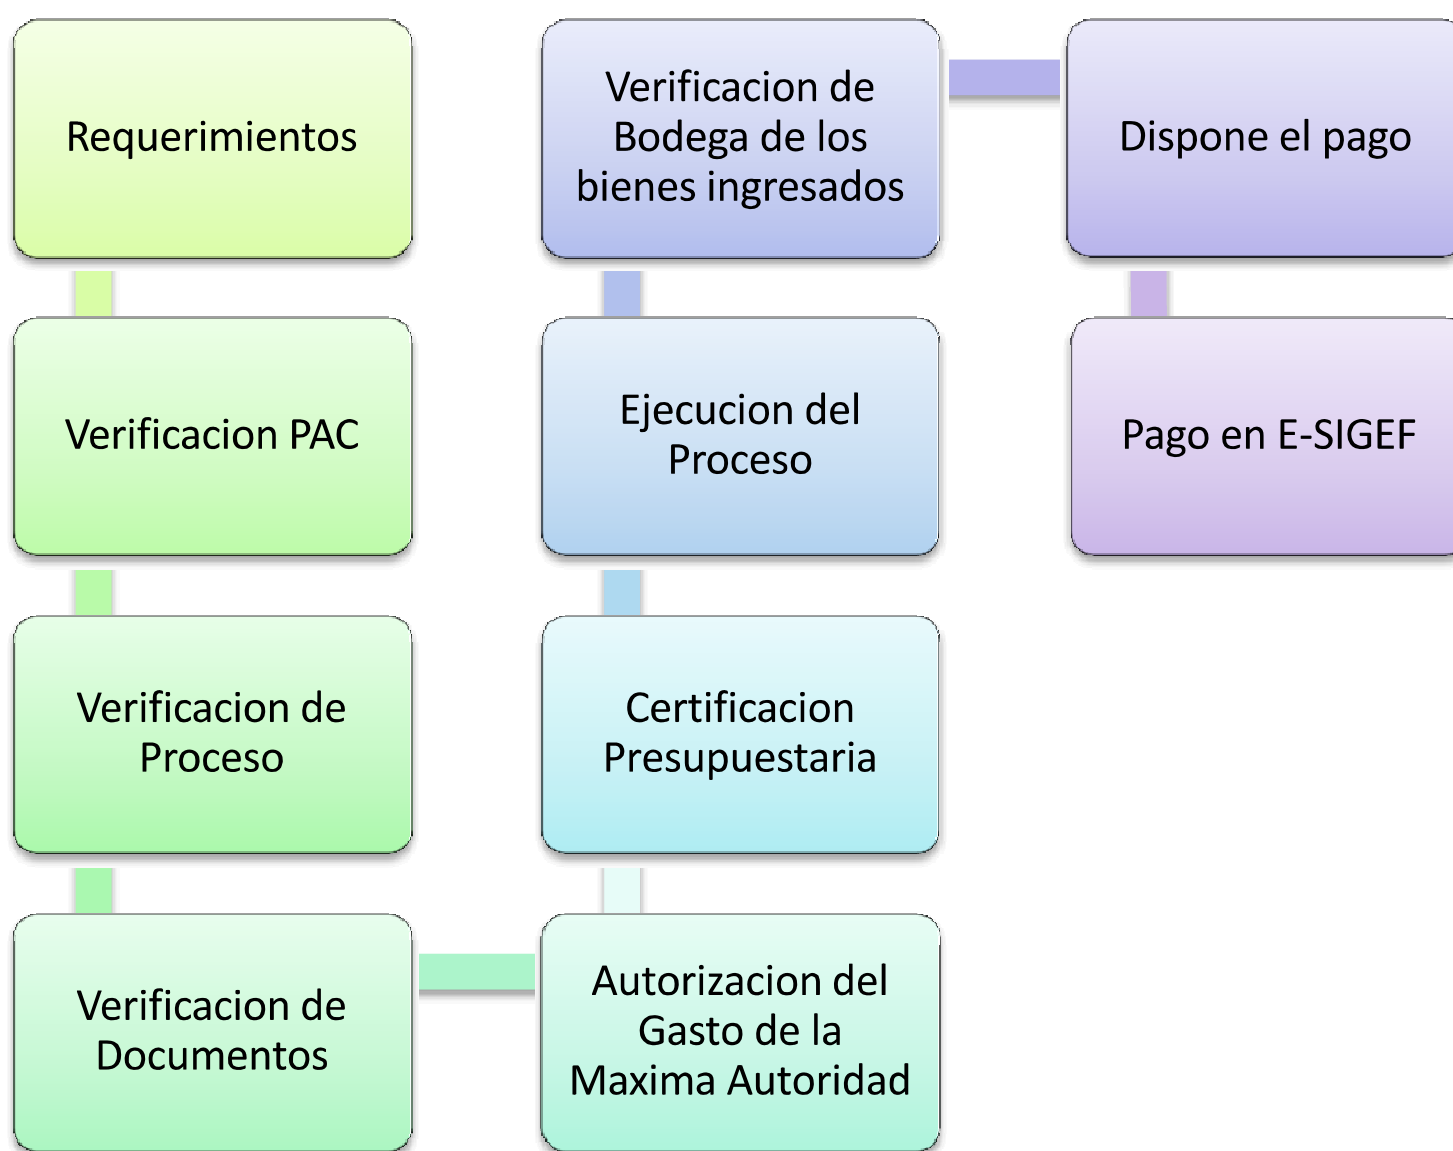 Requerimientos
Verificacion PAC
Verificacion de
Proceso
Verificacion de
Documentos
Autorizacion del
Gasto de la
Maxima Autoridad
Certificacion
Presupuestaria
Ejecucion del
Proceso
Verificacion de
Bodega de los
bienes ingresados
Dispone el pago
Pago en E-SIGEF